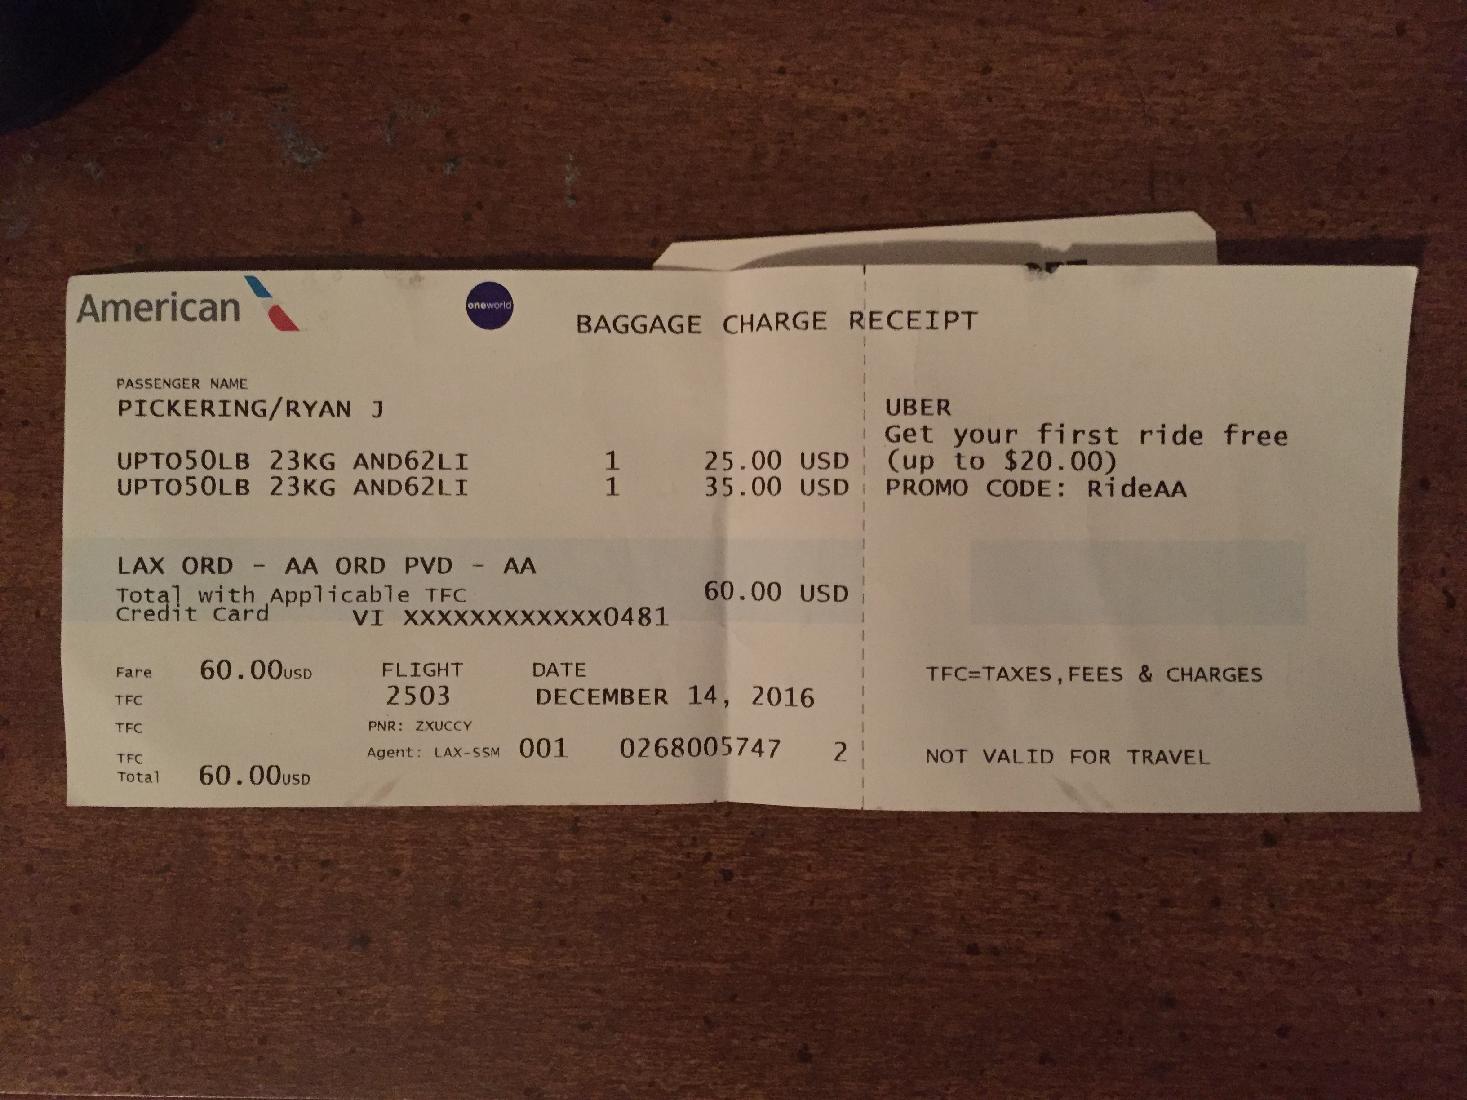 American
oneworld
BAGGAGE CHARGE RECEIPT
PASSENGER NAME
PICKERING/RYAN J
UPTO50LB 23KG AND62LI 1 25.00 USD
UPTO50LB 23KG AND62LI 1 35.00 USD
LAX ORD - AA ORD PVD - AA
Total with Applicable TFC 60.00 USD
Credit Card VI XXXXXXXXXXXX0481
Fare 60.00USD FLIGHT DATE
TFC 2503 DECEMBER 14, 2016
TFC PNR: ZXUCCY
TFC Agent: LAX-SSM 001 0268005747 2
Total 60.00USD
UBER
Get your first ride free
(up to $20.00)
PROMO CODE: RideAA
TFC=TAXES,FEES & CHARGES
NOT VALID FOR TRAVEL